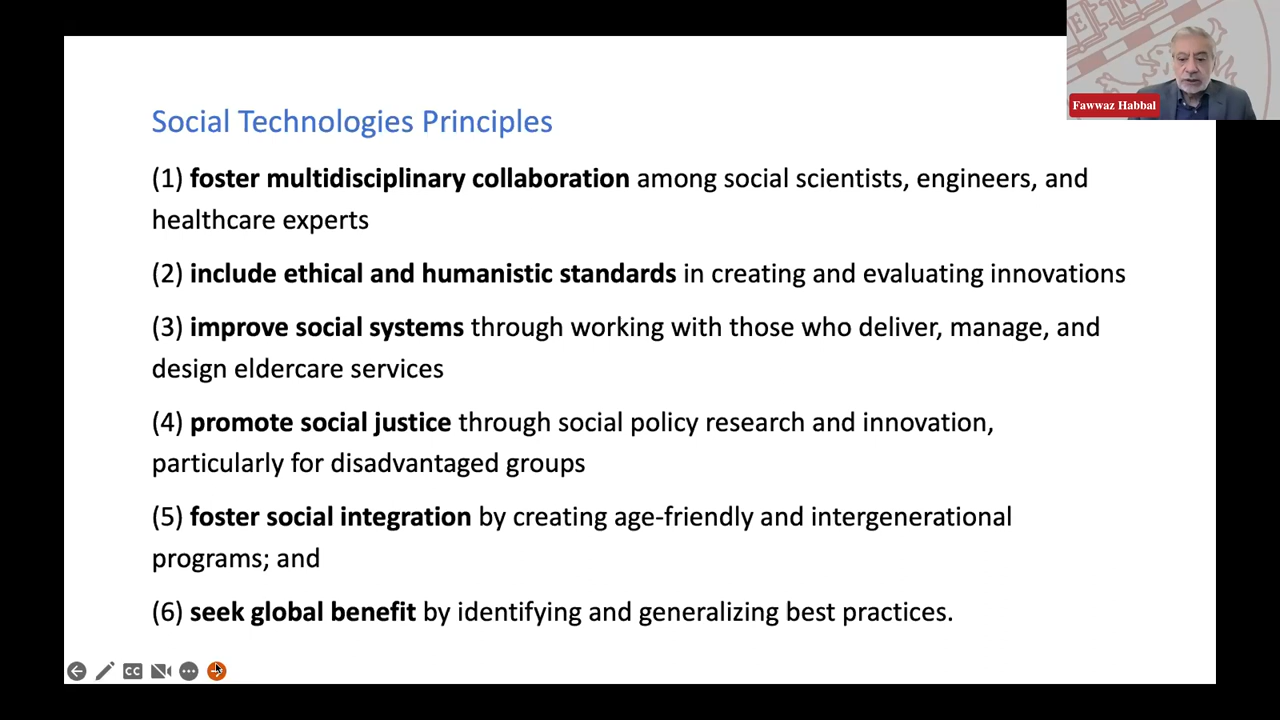 Fawwaz Habbal
Social Technologies Principles
(1) foster multidisciplinary collaboration among social scientists, engineers, and
healthcare experts
(2) include ethical and humanistic standards in creating and evaluating innovations
(3) improve social systems through working with those who deliver, manage, and
design eldercare services
(4) promote social justice through social policy research and innovation,
particularly for disadvantaged groups
(5) foster social integration by creating age-friendly and intergenerational
programs; and
(6) seek global benefit by identifying and generalizing best practices.
CC